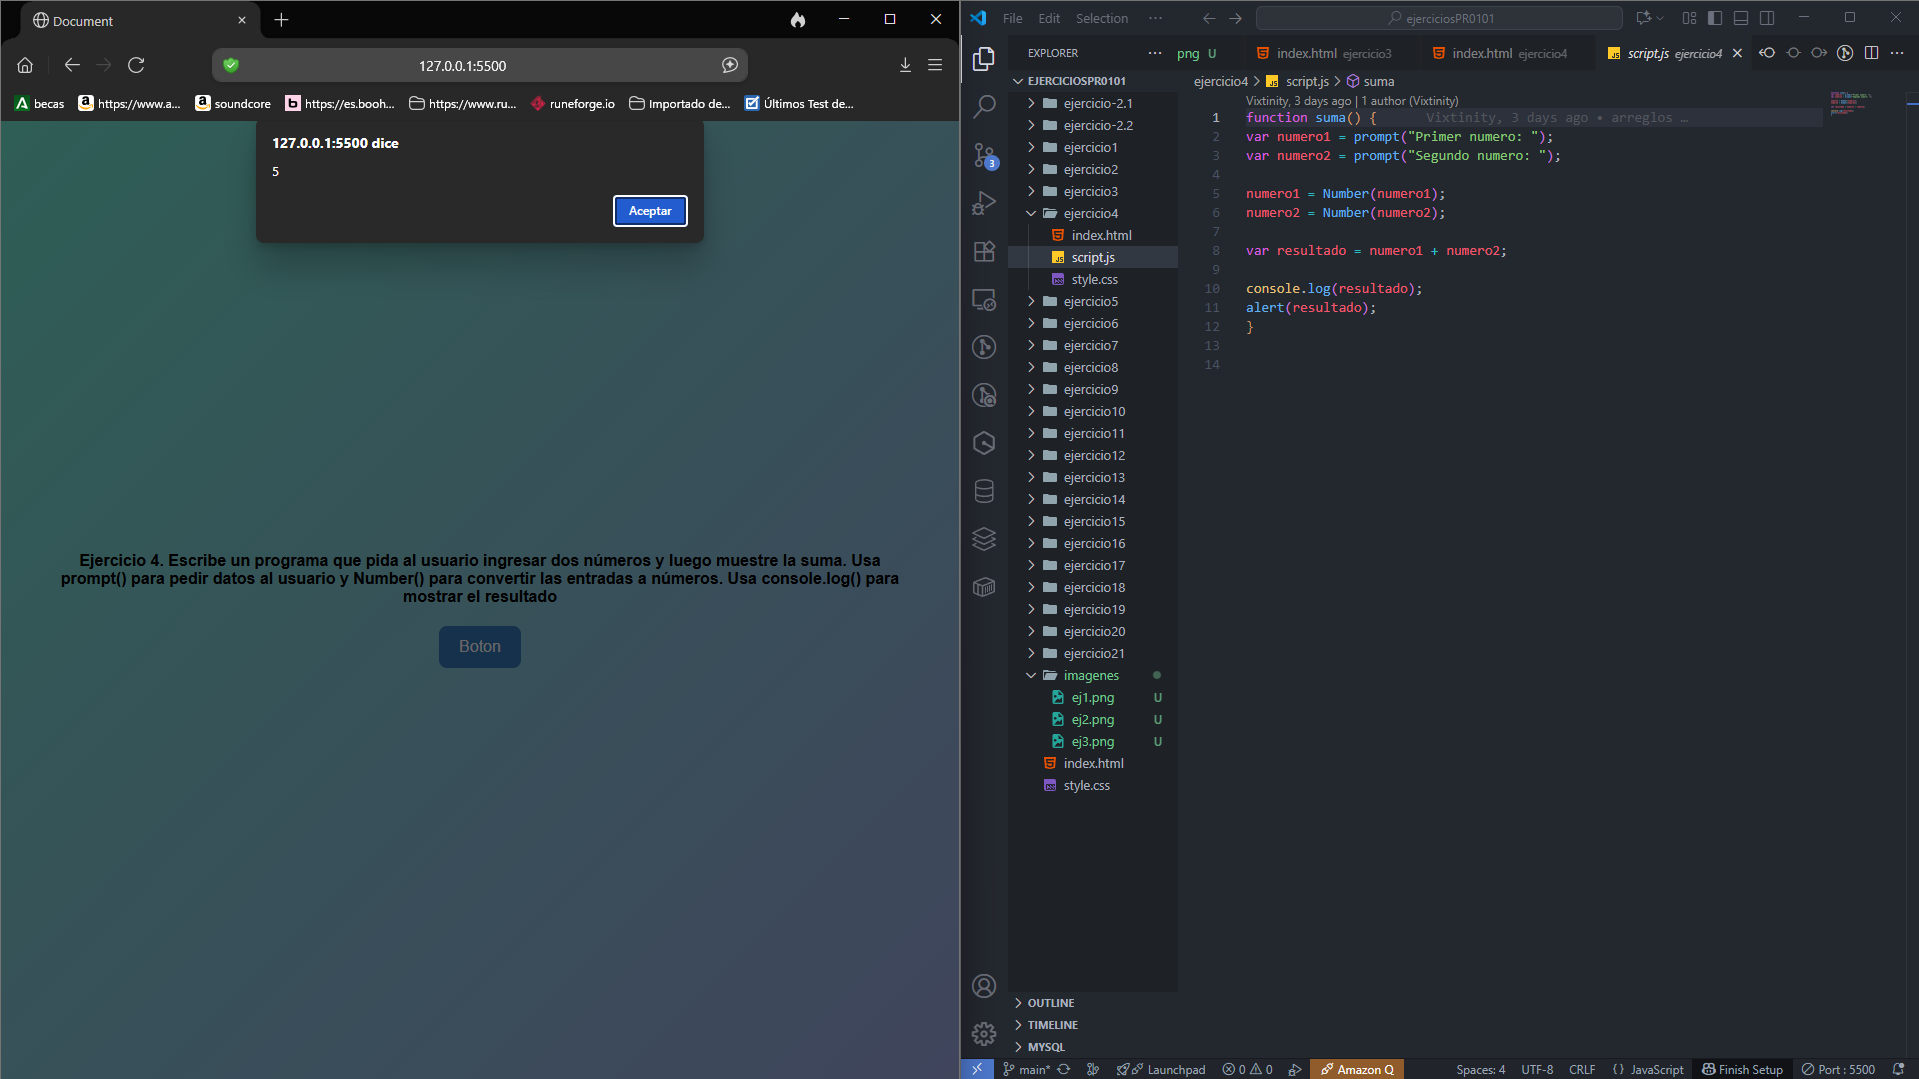 Document
127.0.0.1:5500
becas
https://www.a...
soundcore
https://es.booh...
https://www.ru...
runeforge.io
Importado de...
Últimos Test de...
127.0.0.1:5500 dice
5
Aceptar
Ejercicio 4. Escribe un programa que pida al usuario ingresar dos números y luego muestre la suma. Usa
prompt() para pedir datos al usuario y Number() para convertir las entradas a números. Usa console.log() para
mostrar el resultado
Boton
File Edit Selection ···
ejerciciosPR0101
EXPLORER
png U
index.html ejercicio3
index.html ejercicio4
script.js ejercicio4
EJERCICIOSPR0101
ejercicio-2.1
ejercicio-2.2
ejercicio1
ejercicio2
ejercicio3
ejercicio4
index.html
script.js
style.css
ejercicio5
ejercicio6
ejercicio7
ejercicio8
ejercicio9
ejercicio10
ejercicio11
ejercicio12
ejercicio13
ejercicio14
ejercicio15
ejercicio16
ejercicio17
ejercicio18
ejercicio19
ejercicio20
ejercicio21
imagenes
ej1.png U
ej2.png U
ej3.png U
index.html
style.css
OUTLINE
TIMELINE
MYSQL
3
ejercicio4 > script.js > suma
Vixtinity, 3 days ago | 1 author (Vixtinity)
1 function suma() { Vixtinity, 3 days ago • arreglos …
2 var numero1 = prompt("Primer numero: ");
3 var numero2 = prompt("Segundo numero: ");
4
5 numero1 = Number(numero1);
6 numero2 = Number(numero2);
7
8 var resultado = numero1 + numero2;
9
10 console.log(resultado);
11 alert(resultado);
12 }
13
14
main* Launchpad 0 0 Amazon Q Spaces: 4 UTF-8 CRLF {} JavaScript Finish Setup Port : 5500